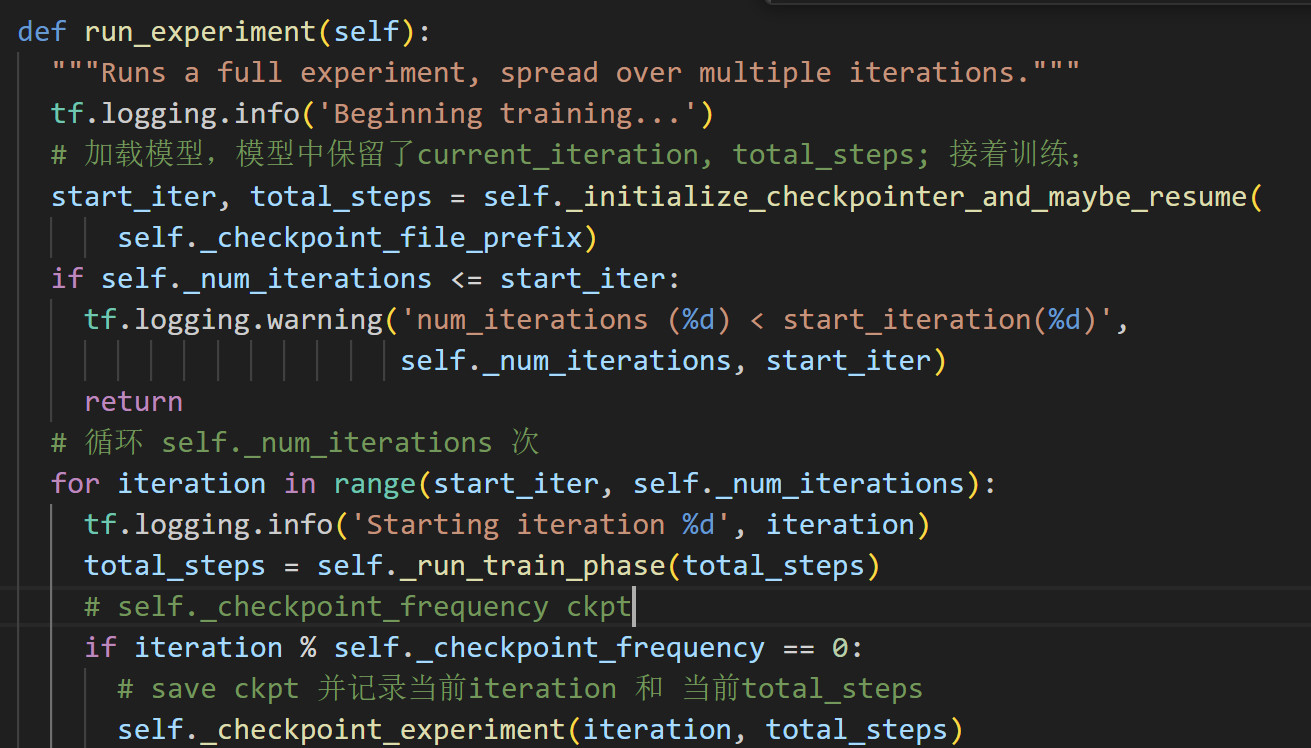 def run_experiment(self):
"""Runs a full experiment, spread over multiple iterations."""
tf.logging.info('Beginning training...')
# 加载模型，模型中保留了current_iteration, total_steps; 接着训练；
start_iter, total_steps = self._initialize_checkpointer_and_maybe_resume(
self._checkpoint_file_prefix)
if self._num_iterations <= start_iter:
tf.logging.warning('num_iterations (%d) < start_iteration(%d)',
self._num_iterations, start_iter)
return
# 循环 self._num_iterations 次
for iteration in range(start_iter, self._num_iterations):
tf.logging.info('Starting iteration %d', iteration)
total_steps = self._run_train_phase(total_steps)
# self._checkpoint_frequency ckpt
if iteration % self._checkpoint_frequency == 0:
# save ckpt 并记录当前iteration 和 当前total_steps
self._checkpoint_experiment(iteration, total_steps)